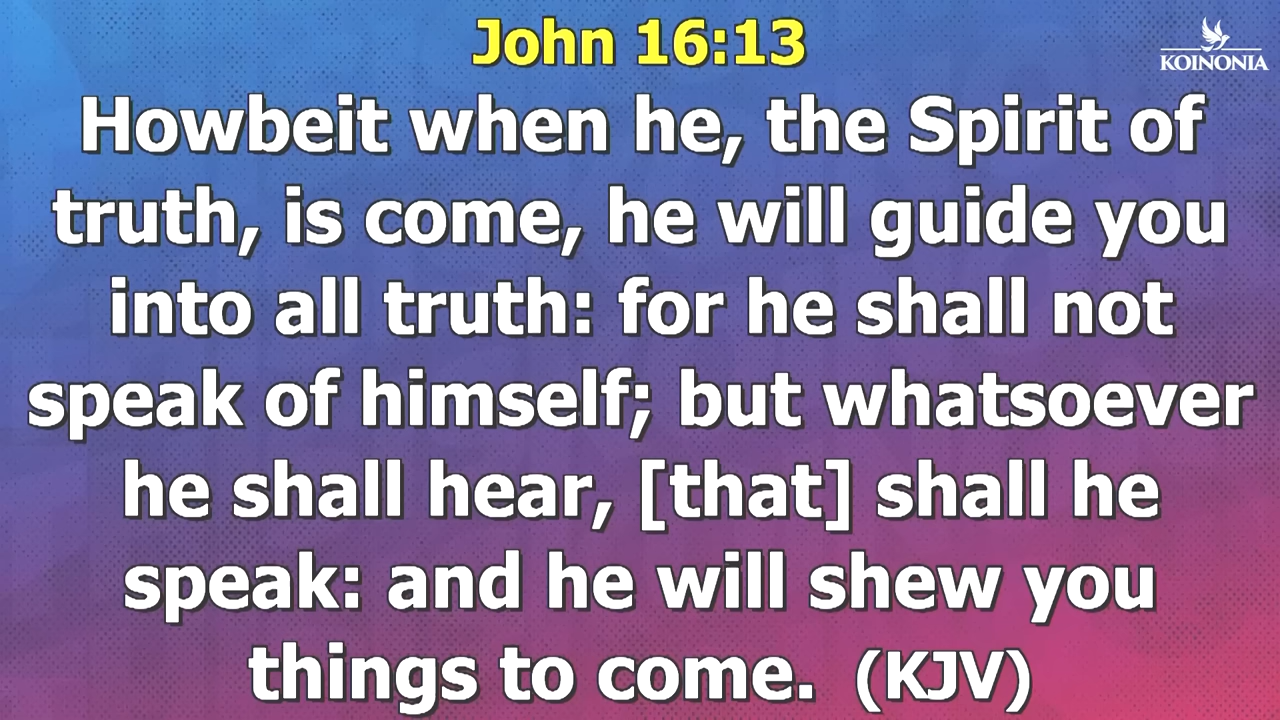 John 16:13
KOINONIA
Howbeit when he, the Spirit of
truth, is come, he will guide you
into all truth: for he shall not
speak of himself; but whatsoever
he shall hear, [that] shall he
speak: and he will shew you
things to come. (KJV)